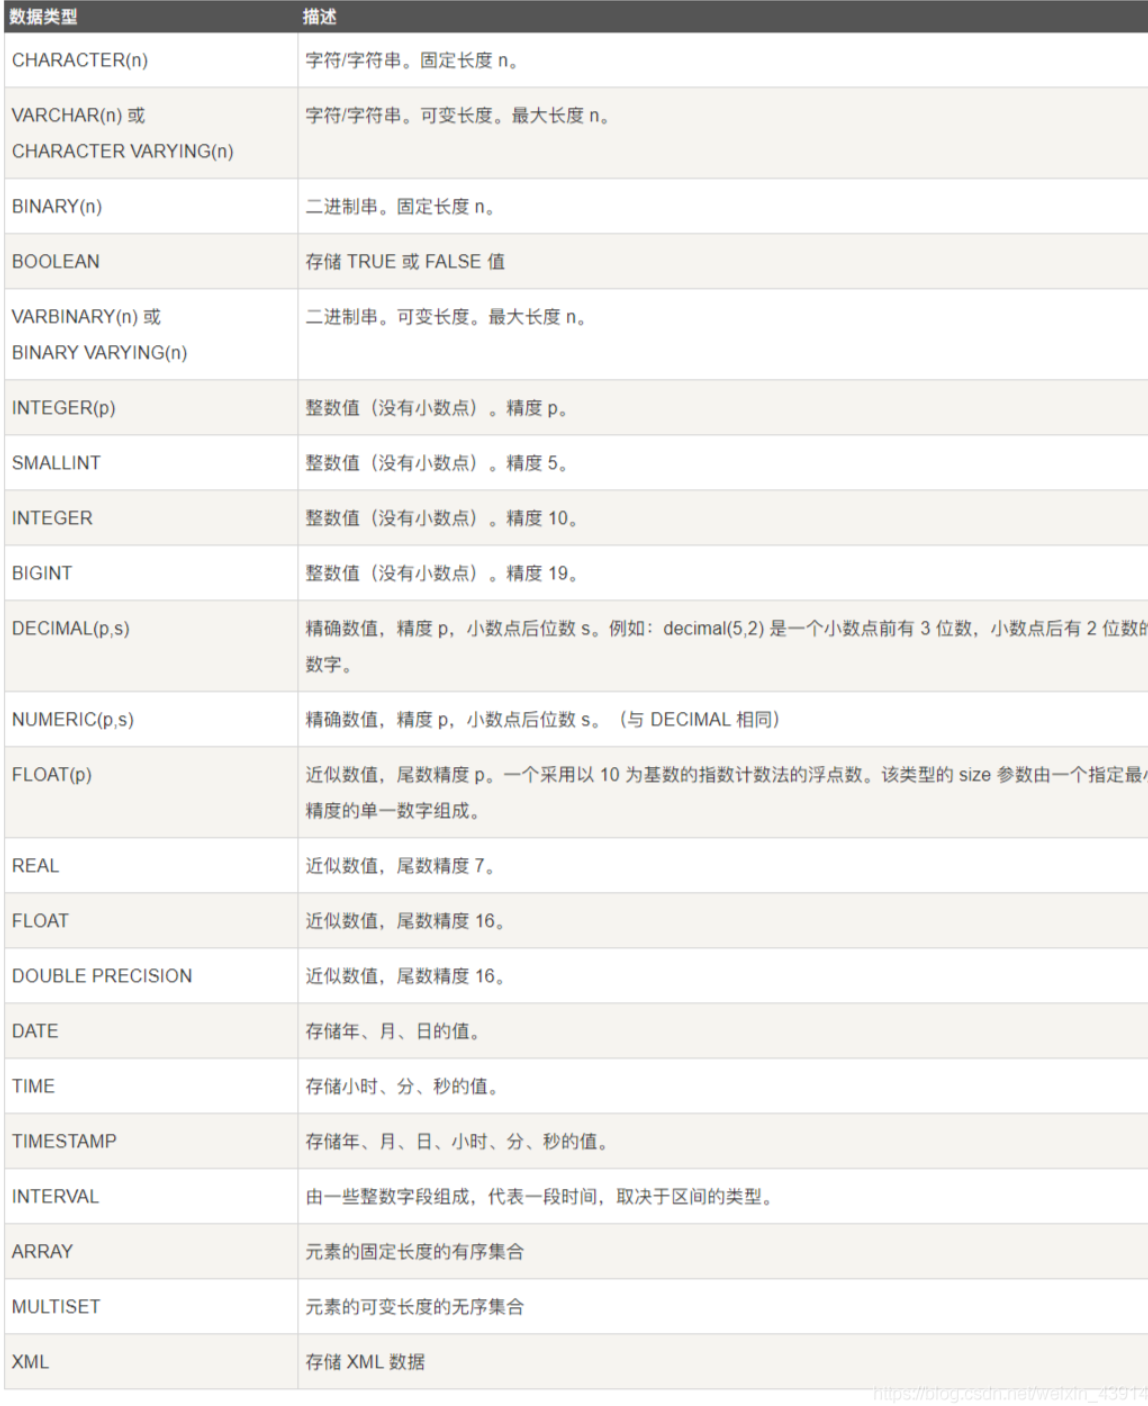 数据类型 描述
CHARACTER(n) 字符/字符串。固定长度 n。
VARCHAR(n) 或 字符/字符串。可变长度。最大长度 n。
CHARACTER VARYING(n)
BINARY(n) 二进制串。固定长度 n。
BOOLEAN 存储 TRUE 或 FALSE 值
VARBINARY(n) 或 二进制串。可变长度。最大长度 n。
BINARY VARYING(n)
INTEGER(p) 整数值（没有小数点）。精度 p。
SMALLINT 整数值（没有小数点）。精度 5。
INTEGER 整数值（没有小数点）。精度 10。
BIGINT 整数值（没有小数点）。精度 19。
DECIMAL(p,s) 精确数值，精度 p，小数点后位数 s。例如：decimal(5,2) 是一个小数点前有 3 位数，小数点后有 2 位数的
数字。
NUMERIC(p,s) 精确数值，精度 p，小数点后位数 s。（与 DECIMAL 相同）
FLOAT(p) 近似数值，尾数精度 p。一个采用以 10 为基数的指数计数法的浮点数。该类型的 size 参数由一个指定最小
精度的单一数字组成。
REAL 近似数值，尾数精度 7。
FLOAT 近似数值，尾数精度 16。
DOUBLE PRECISION 近似数值，尾数精度 16。
DATE 存储年、月、日的值。
TIME 存储小时、分、秒的值。
TIMESTAMP 存储年、月、日、小时、分、秒的值。
INTERVAL 由一些整数字段组成，代表一段时间，取决于区间的类型。
ARRAY 元素的固定长度的有序集合
MULTISET 元素的可变长度的无序集合
XML 存储 XML 数据
https://blog.csdn.net/weixin_43914